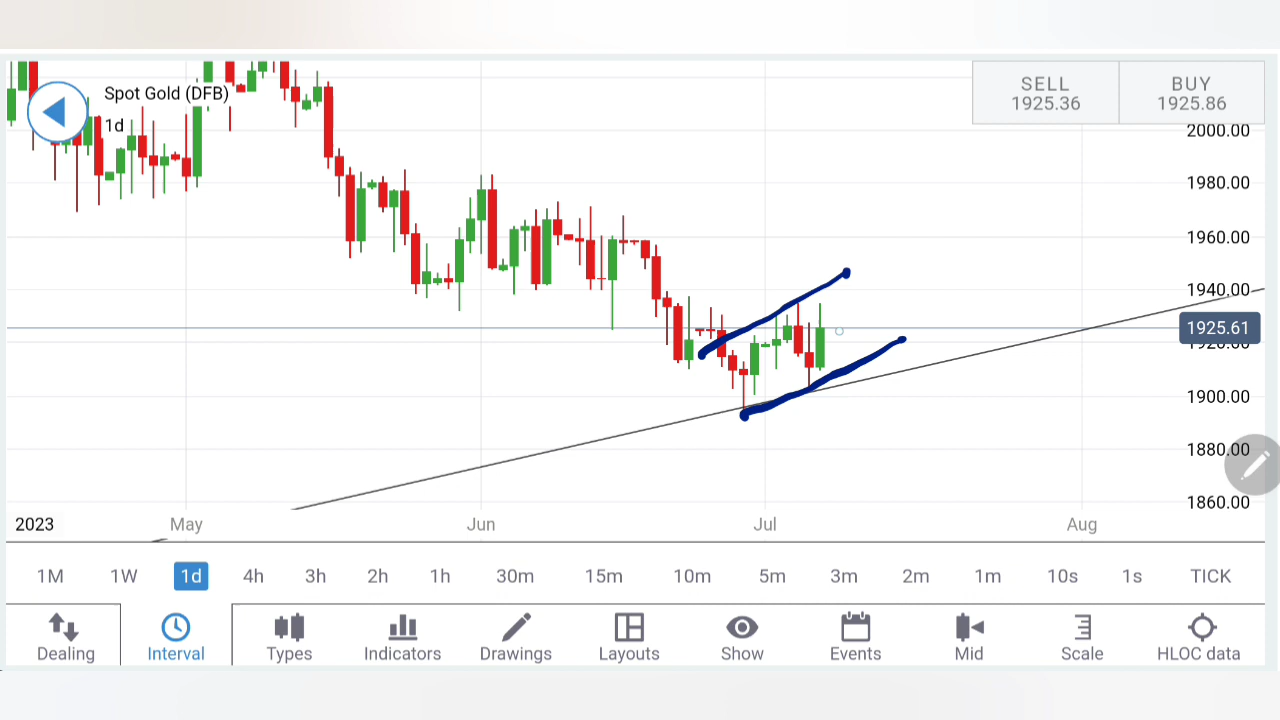 Spot Gold (DFB)
1d
SELL
1925.36
BUY
1925.86
2000.00
1980.00
1960.00
1940.00
1925.61
1920.00
1900.00
1880.00
1860.00
2023 May Jun Jul Aug
1M 1W 1d 4h 3h 2h 1h 30m 15m 10m 5m 3m 2m 1m 10s 1s TICK
Dealing Interval Types Indicators Drawings Layouts Show Events Mid Scale HLOC data